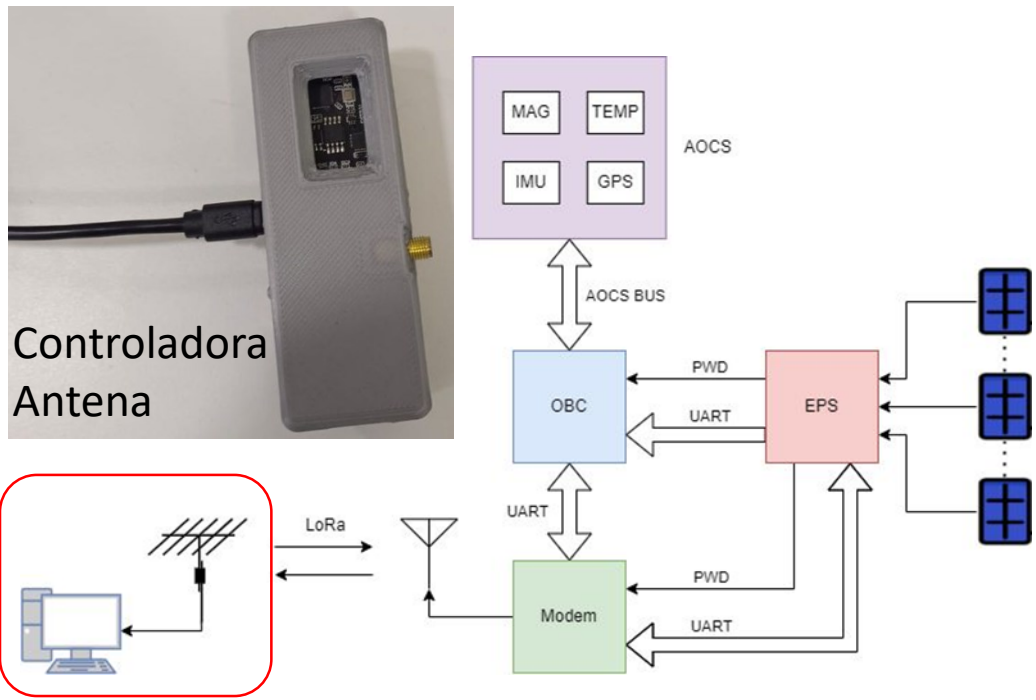 Controladora
Antena
MAG
TEMP
IMU
GPS
AOCS
AOCS BUS
OBC
PWD
UART
EPS
UART
LoRa
Modem
PWD
UART